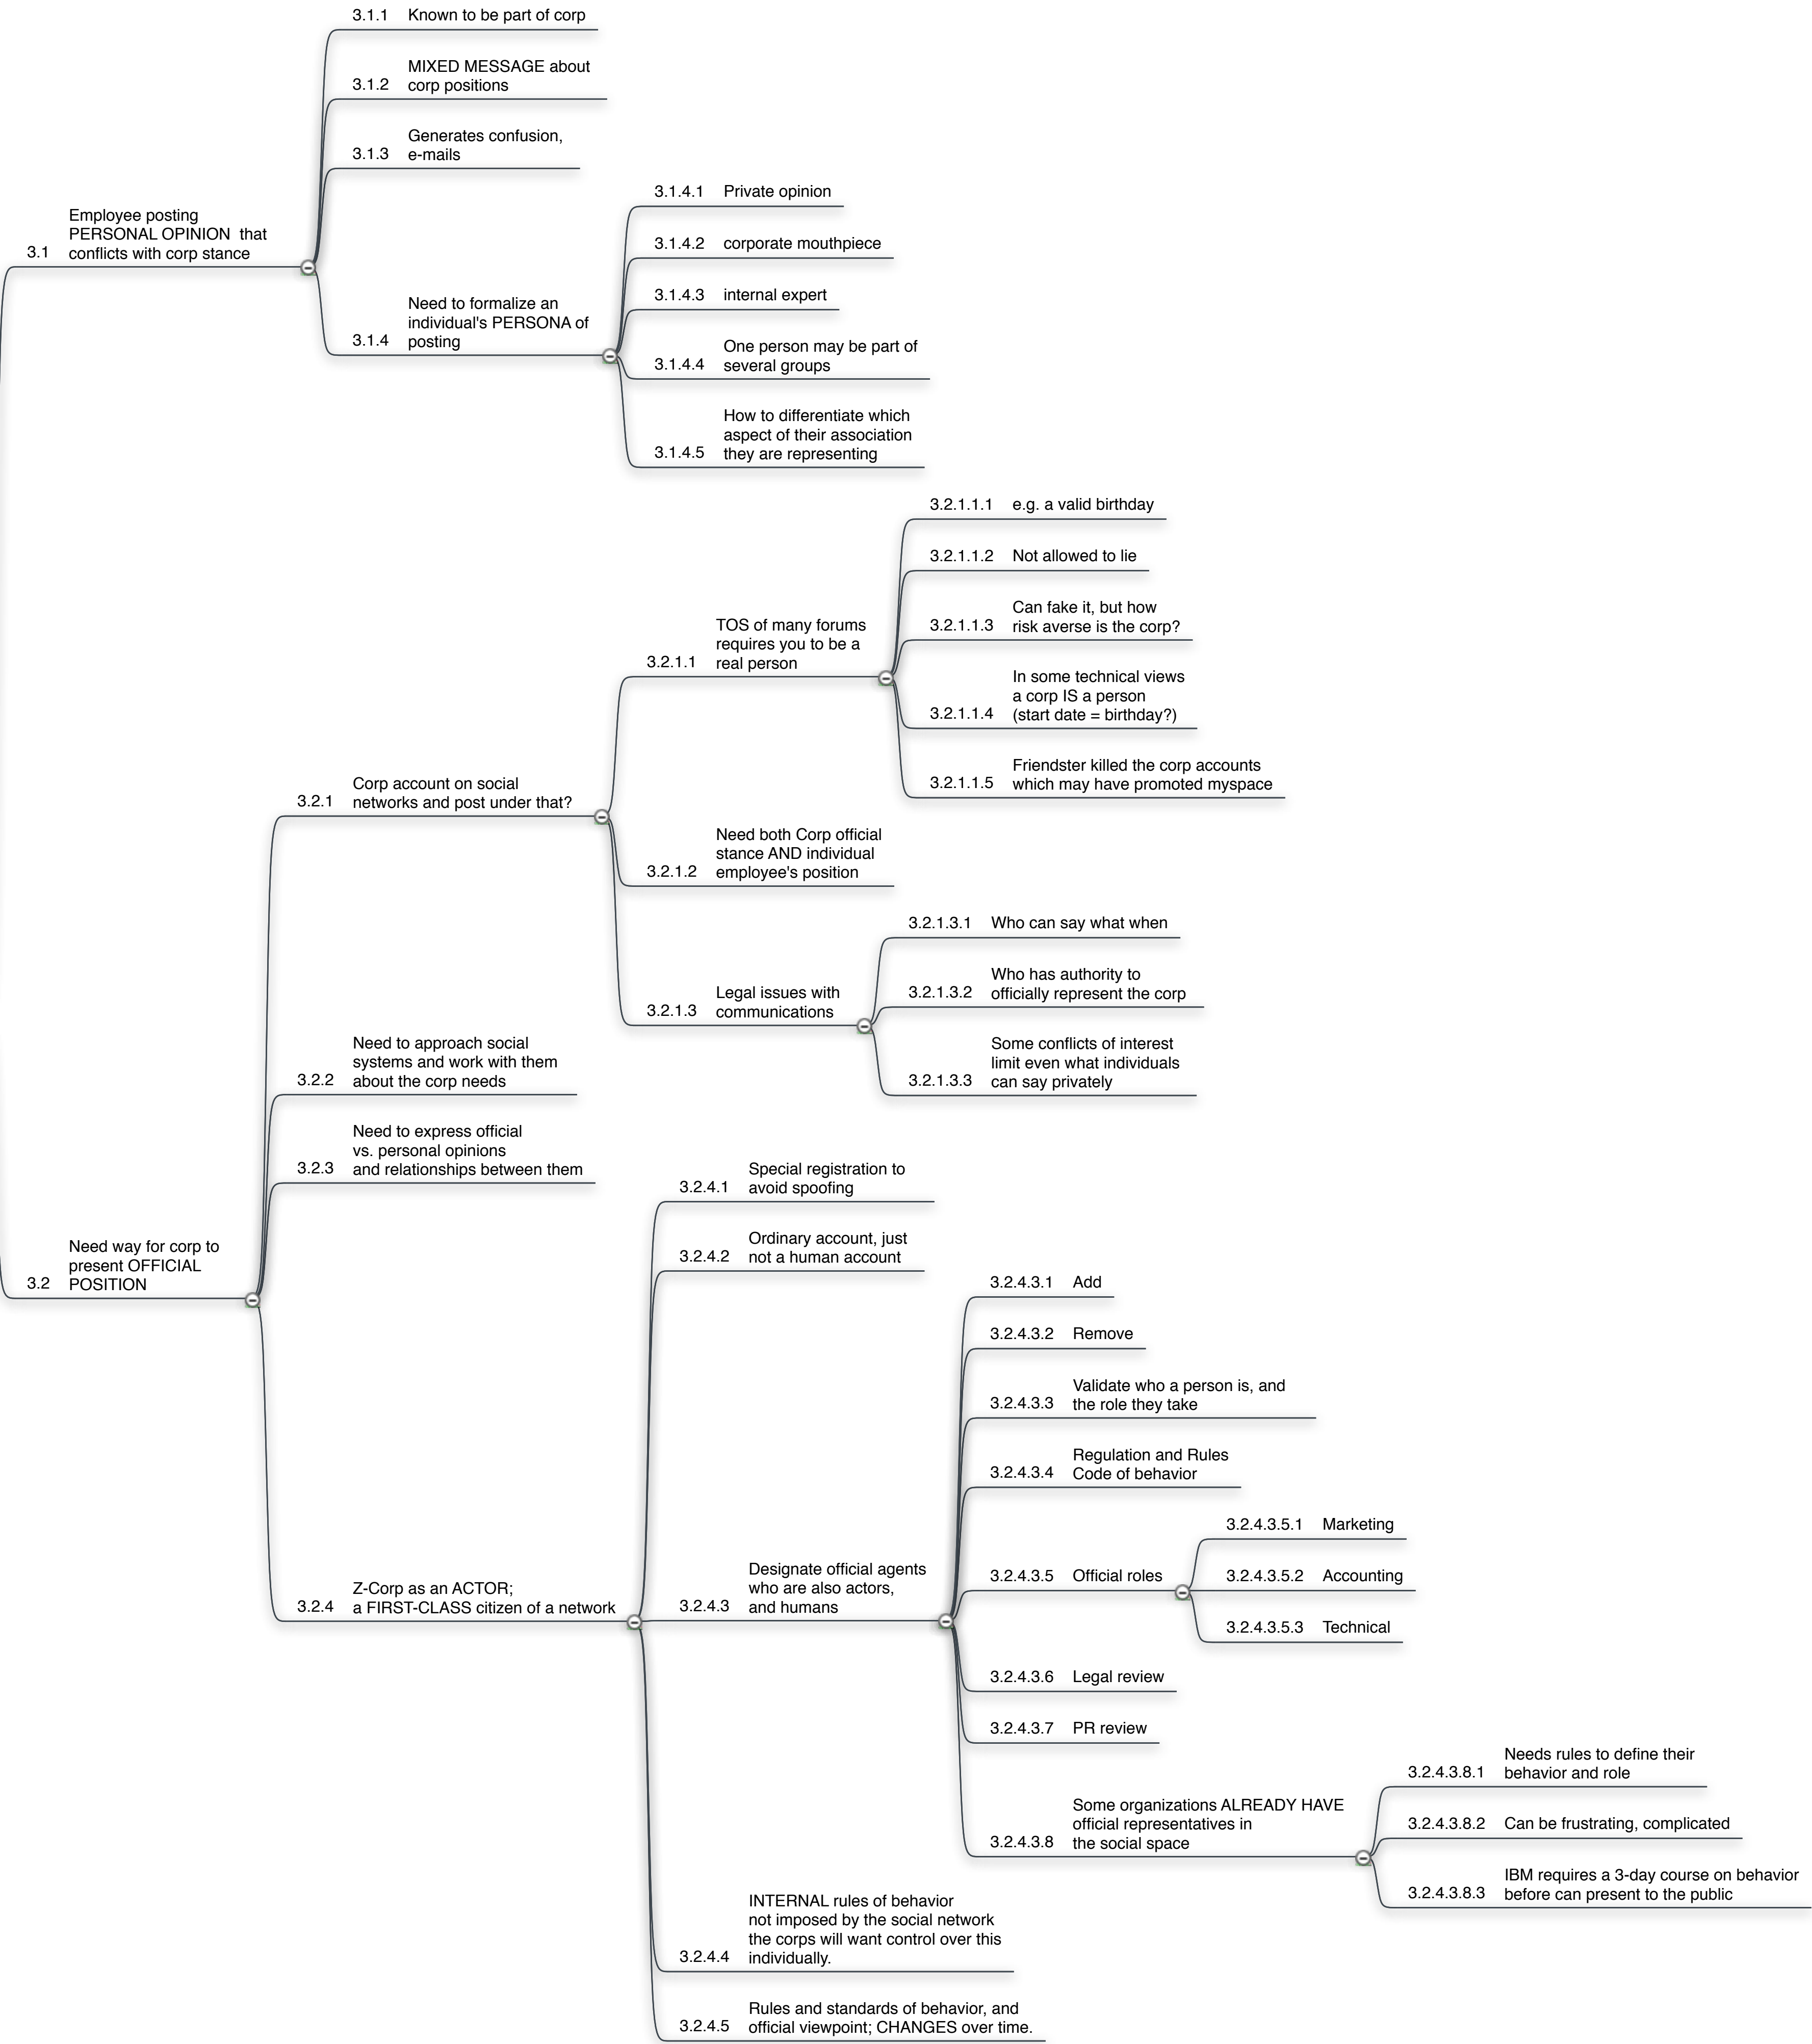 3.1.1 Known to be part of corp
MIXED MESSAGE about
3.1.2 corp positions
Generates confusion,
3.1.3 e-mails
3.1.4.1 Private opinion
Employee posting
PERSONAL OPINION  that
3.1 conflicts with corp stance
3.1.4.2 corporate mouthpiece
3.1.4.3 internal expert
Need to formalize an
individual's PERSONA of
3.1.4 posting
One person may be part of
3.1.4.4 several groups
How to differentiate which
aspect of their association
3.1.4.5 they are representing
3.2.1.1.1 e.g. a valid birthday
3.2.1.1.2 Not allowed to lie
Can fake it, but how
3.2.1.1.3 risk averse is the corp?
TOS of many forums
requires you to be a
3.2.1.1 real person
In some technical views
a corp IS a person
3.2.1.1.4 (start date = birthday?)
Friendster killed the corp accounts
3.2.1.1.5 which may have promoted myspace
Corp account on social
3.2.1 networks and post under that?
Need both Corp official
stance AND individual
3.2.1.2 employee's position
3.2.1.3.1 Who can say what when
Who has authority to
3.2.1.3.2 officially represent the corp
Legal issues with
3.2.1.3 communications
Some conflicts of interest
limit even what individuals
3.2.1.3.3 can say privately
Need to approach social
systems and work with them
3.2.2 about the corp needs
Need to express official
vs. personal opinions
3.2.3 and relationships between them
Special registration to
3.2.4.1 avoid spoofing
Ordinary account, just
3.2.4.2 not a human account
Need way for corp to
present OFFICIAL
3.2 POSITION
3.2.4.3.1 Add
3.2.4.3.2 Remove
Validate who a person is, and
3.2.4.3.3 the role they take
Regulation and Rules
3.2.4.3.4 Code of behavior
3.2.4.3.5.1 Marketing
3.2.4.3.5 Official roles
3.2.4.3.5.2 Accounting
3.2.4.3.5.3 Technical
Designate official agents
who are also actors,
3.2.4.3 and humans
Z-Corp as an ACTOR;
3.2.4 a FIRST-CLASS citizen of a network
3.2.4.3.6 Legal review
3.2.4.3.7 PR review
Needs rules to define their
3.2.4.3.8.1 behavior and role
Some organizations ALREADY HAVE
official representatives in
3.2.4.3.8 the social space
3.2.4.3.8.2 Can be frustrating, complicated
IBM requires a 3-day course on behavior
3.2.4.3.8.3 before can present to the public
INTERNAL rules of behavior
not imposed by the social network
the corps will want control over this
3.2.4.4 individually.
Rules and standards of behavior, and
3.2.4.5 official viewpoint; CHANGES over time.